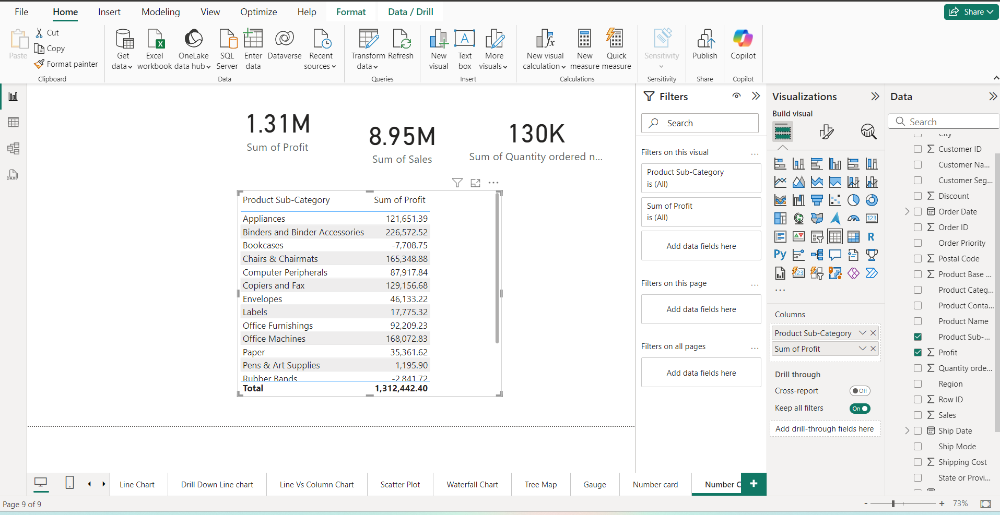 File Home Insert Modeling View Optimize Help Format Data / Drill Share
Paste
Cut
Copy
Format painter
Clipboard
Get data
Excel workbook
OneLake data hub
SQL Server
Enter data
Dataverse
Recent sources
Data
Transform data
Refresh
Queries
New visual
Text box
More visuals
Insert
New visual calculation
New measure
Quick measure
Calculations
Sensitivity
Sensitivity
Publish
Share
Copilot
Copilot
DAX
1.31M
Sum of Profit
8.95M
Sum of Sales
130K
Sum of Quantity ordered n...
Product Sub-Category Sum of Profit
Appliances 121,651.39
Binders and Binder Accessories 226,572.52
Bookcases -7,708.75
Chairs & Chairmats 165,348.88
Computer Peripherals 87,917.84
Copiers and Fax 129,156.68
Envelopes 46,133.22
Labels 17,775.32
Office Furnishings 92,209.23
Office Machines 168,072.83
Paper 35,361.62
Pens & Art Supplies 1,195.90
Rubber Bands -2,841.72
Total 1,312,442.40
Filters
Search
Filters on this visual ...
Product Sub-Category
is (All)
Sum of Profit
is (All)
Add data fields here
Filters on this page ...
Add data fields here
Filters on all pages ...
Add data fields here
Visualizations
Build visual
123
R
Py
123
...
Columns
Product Sub-Category
Sum of Profit
Drill through
Cross-report Off
Keep all filters On
Add drill-through fields here
Data
Search
City
Customer ID
Customer Na...
Customer Seg...
Discount
Order Date
Order ID
Order Priority
Postal Code
Product Base ...
Product Categ...
Product Conta...
Product Name
Product Sub-...
Profit
Quantity orde...
Region
Row ID
Sales
Ship Date
Ship Mode
Shipping Cost
State or Provi...
Line Chart Drill Down Line chart Line Vs Column Chart Scatter Plot Waterfall Chart Tree Map Gauge Number card Number C
Page 9 of 9
- + 73%